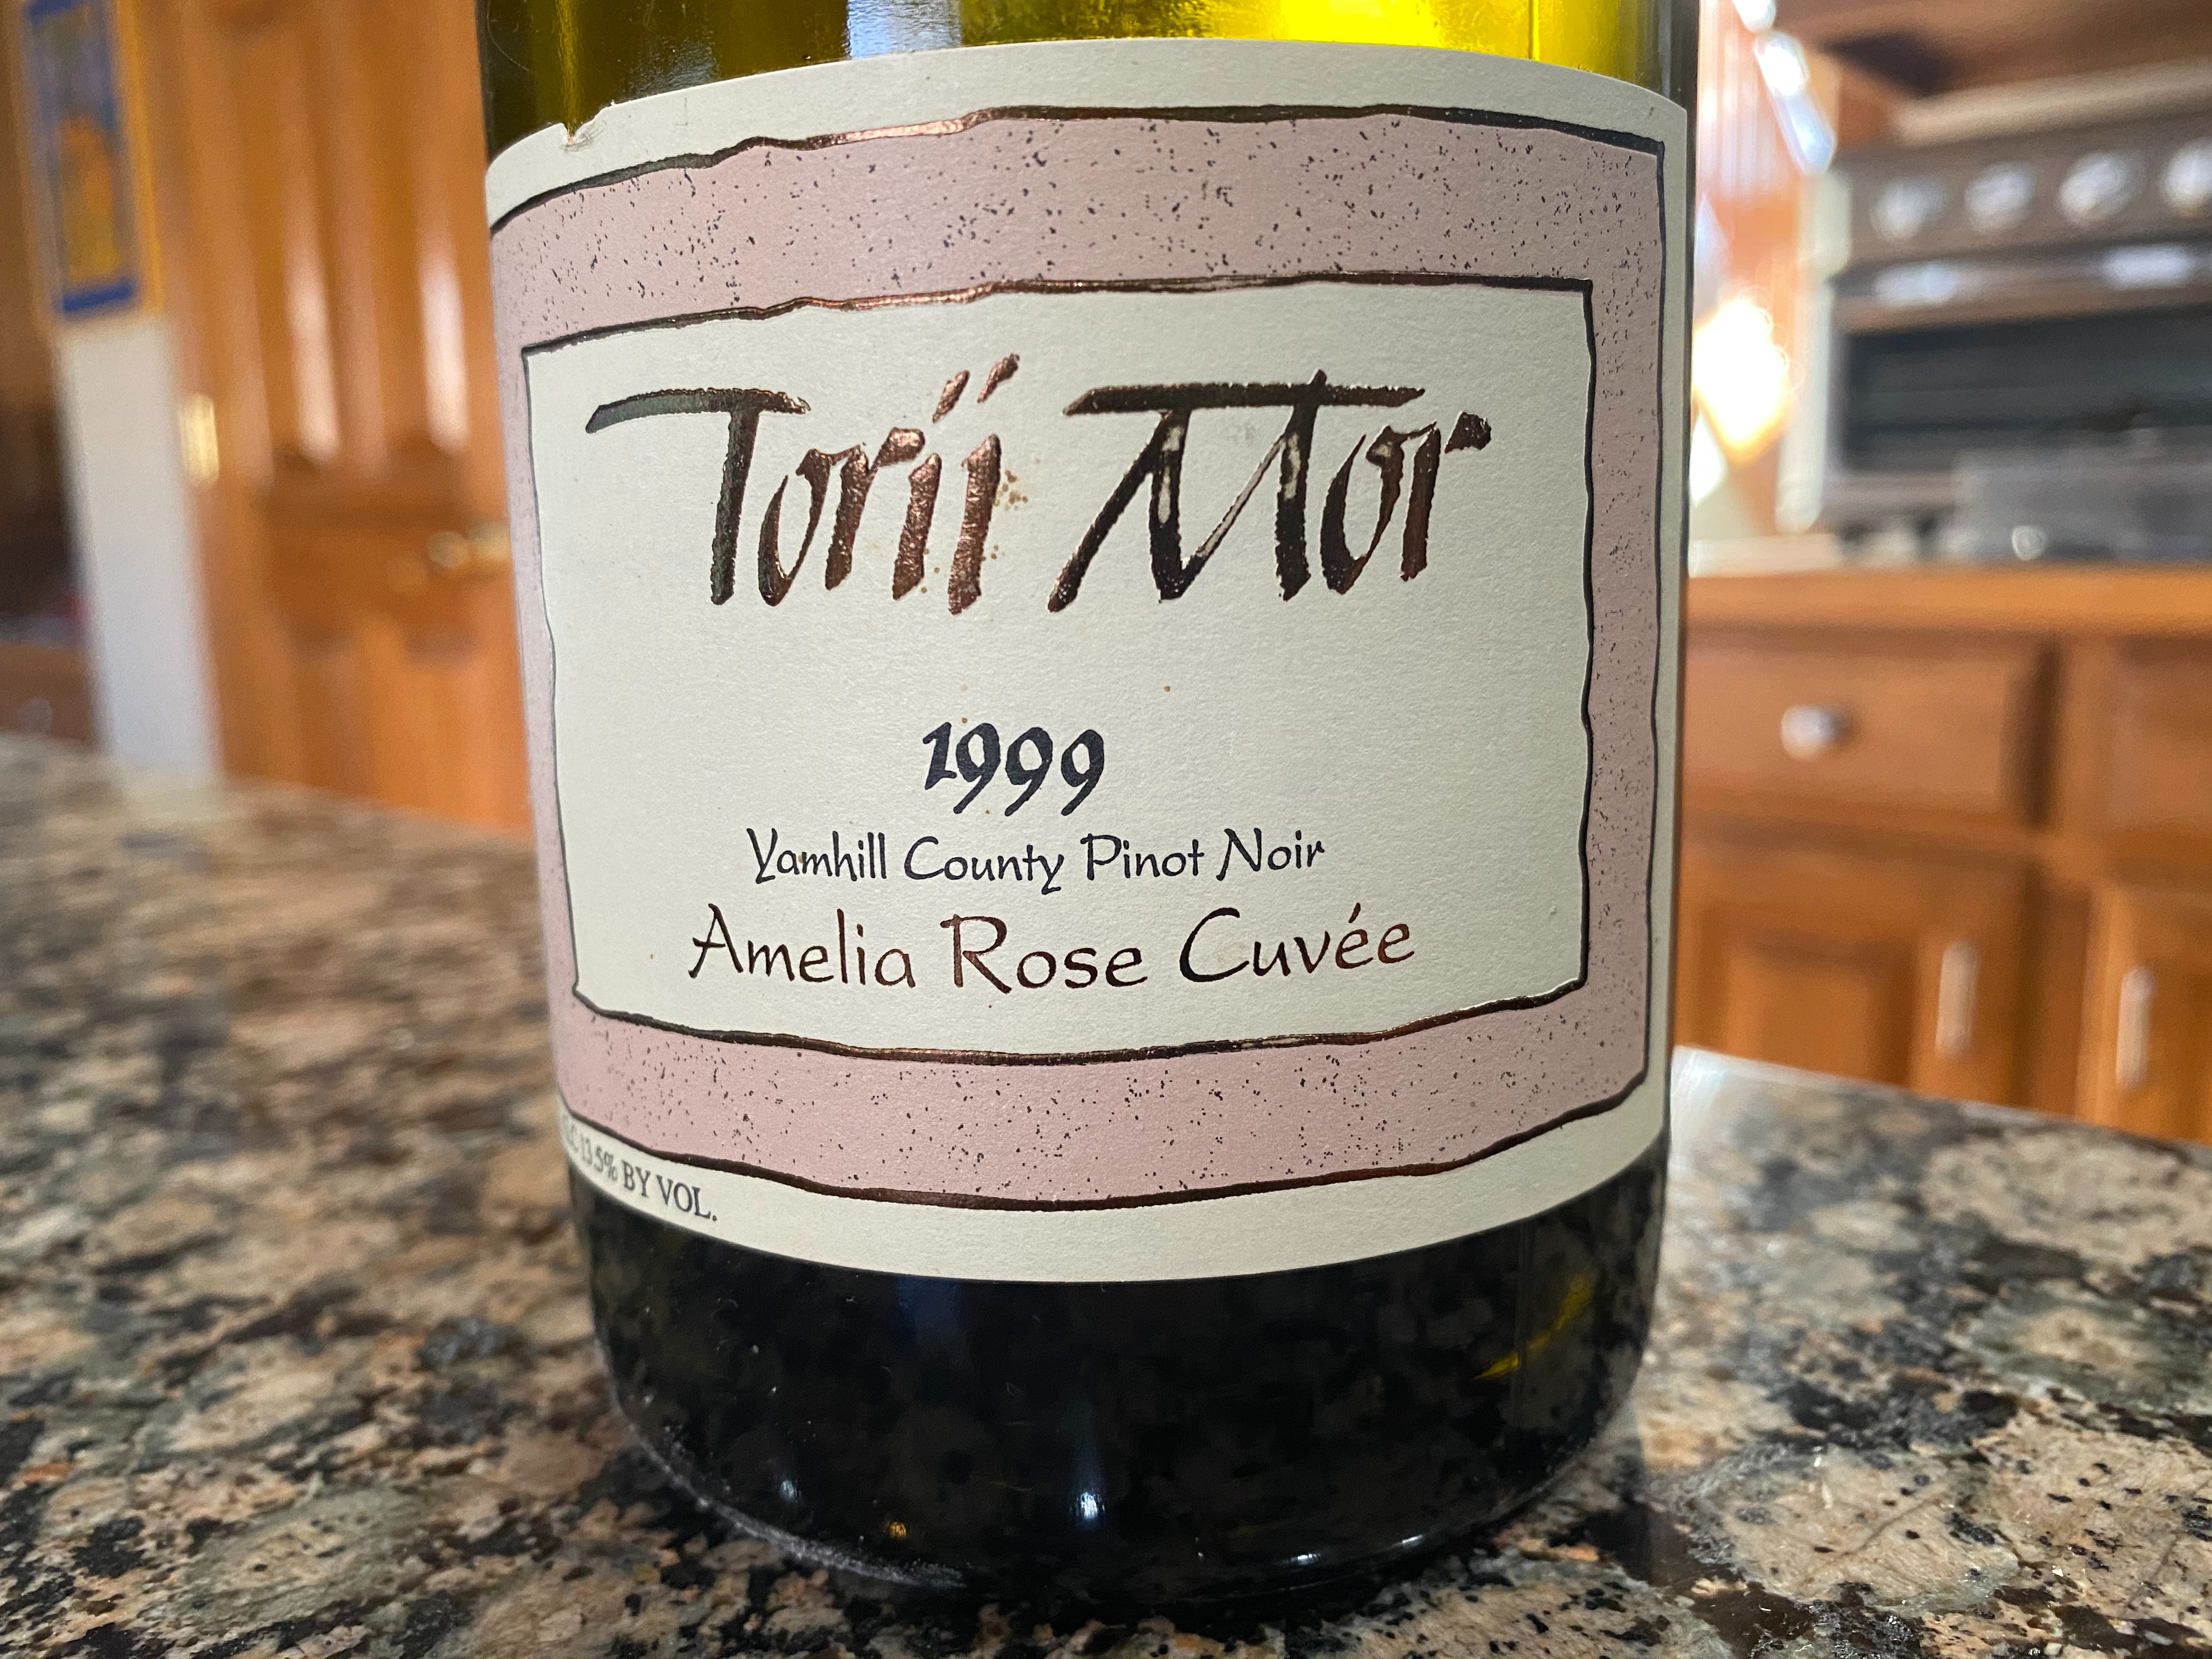 Torii Mor
1999
Yamhill County Pinot Noir
Amelia Rose Cuvée
13.5% BY VOL.